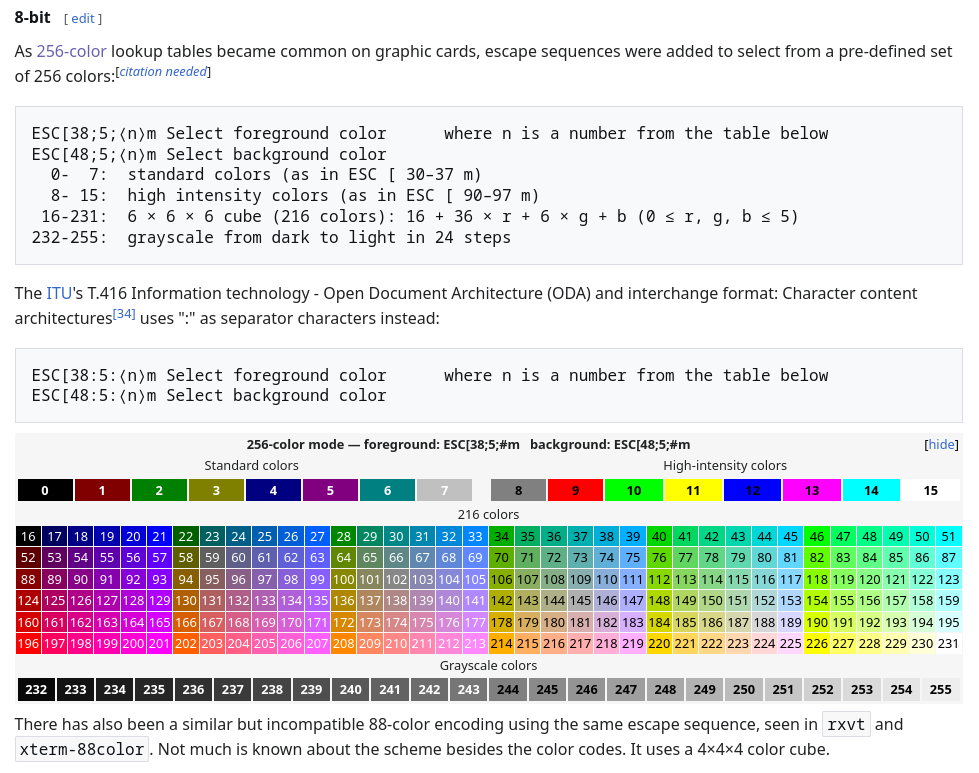 8-bit [ edit ]
As 256-color lookup tables became common on graphic cards, escape sequences were added to select from a pre-defined set
of 256 colors:[citation needed]
ESC[38;5;⟨n⟩m Select foreground color      where n is a number from the table below
ESC[48;5;⟨n⟩m Select background color
  0-  7:  standard colors (as in ESC [ 30–37 m)
  8- 15:  high intensity colors (as in ESC [ 90–97 m)
 16-231:  6 × 6 × 6 cube (216 colors): 16 + 36 × r + 6 × g + b (0 ≤ r, g, b ≤ 5)
232-255:  grayscale from dark to light in 24 steps
The ITU's T.416 Information technology - Open Document Architecture (ODA) and interchange format: Character content
architectures[34] uses ":" as separator characters instead:
ESC[38:5:⟨n⟩m Select foreground color      where n is a number from the table below
ESC[48:5:⟨n⟩m Select background color
256-color mode — foreground: ESC[38;5;#m   background: ESC[48;5;#m [hide]
Standard colors High-intensity colors
0 1 2 3 4 5 6 7 8 9 10 11 12 13 14 15
216 colors
16 17 18 19 20 21 22 23 24 25 26 27 28 29 30 31 32 33 34 35 36 37 38 39 40 41 42 43 44 45 46 47 48 49 50 51
52 53 54 55 56 57 58 59 60 61 62 63 64 65 66 67 68 69 70 71 72 73 74 75 76 77 78 79 80 81 82 83 84 85 86 87
88 89 90 91 92 93 94 95 96 97 98 99 100 101 102 103 104 105 106 107 108 109 110 111 112 113 114 115 116 117 118 119 120 121 122 123
124 125 126 127 128 129 130 131 132 133 134 135 136 137 138 139 140 141 142 143 144 145 146 147 148 149 150 151 152 153 154 155 156 157 158 159
160 161 162 163 164 165 166 167 168 169 170 171 172 173 174 175 176 177 178 179 180 181 182 183 184 185 186 187 188 189 190 191 192 193 194 195
196 197 198 199 200 201 202 203 204 205 206 207 208 209 210 211 212 213 214 215 216 217 218 219 220 221 222 223 224 225 226 227 228 229 230 231
Grayscale colors
232 233 234 235 236 237 238 239 240 241 242 243 244 245 246 247 248 249 250 251 252 253 254 255
There has also been a similar but incompatible 88-color encoding using the same escape sequence, seen in rxvt and
xterm-88color. Not much is known about the scheme besides the color codes. It uses a 4×4×4 color cube.